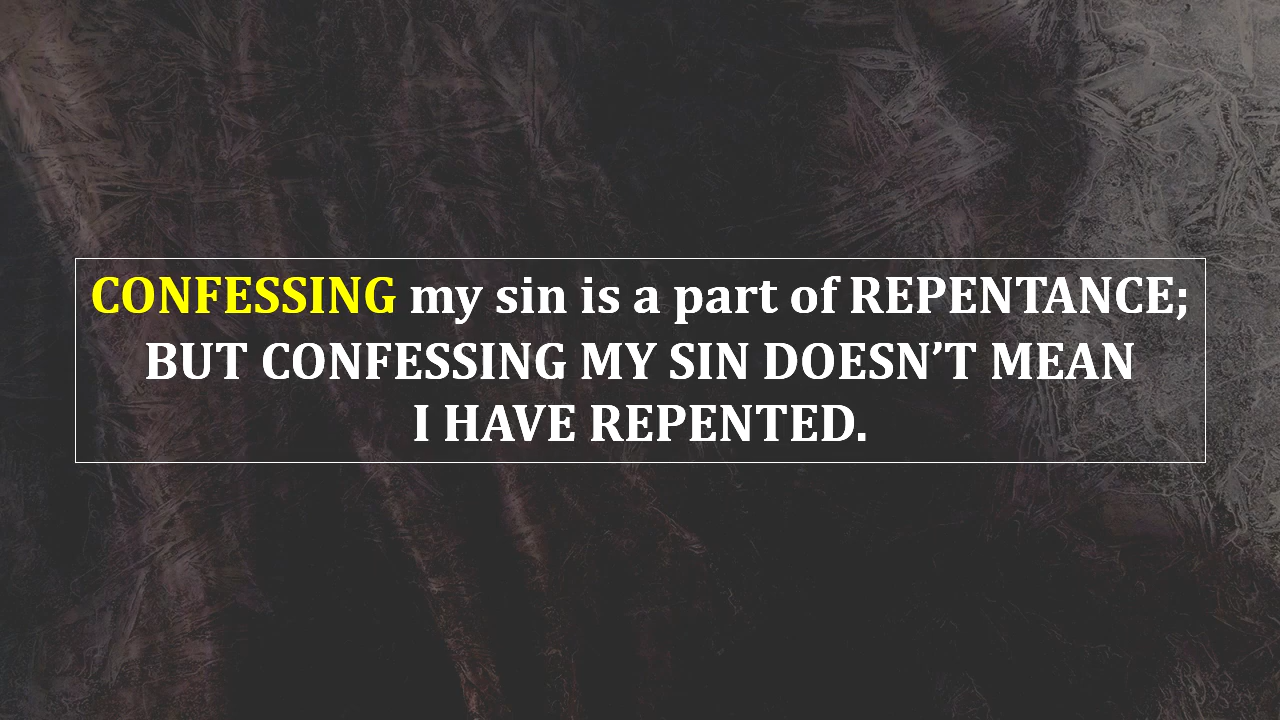 CONFESSING my sin is a part of REPENTANCE;
BUT CONFESSING MY SIN DOESN’T MEAN
I HAVE REPENTED.